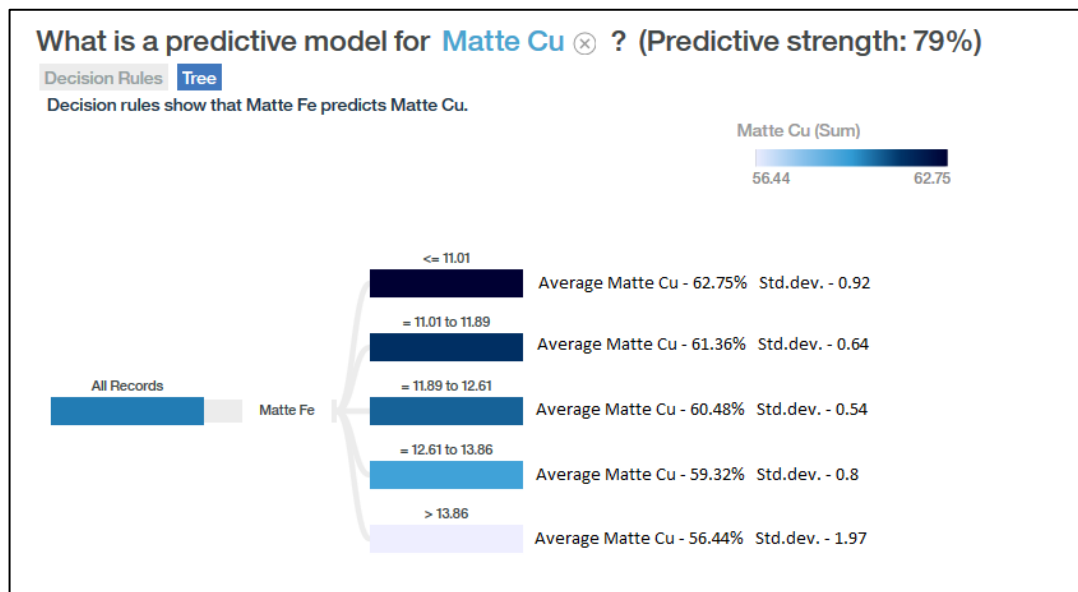 What is a predictive model for Matte Cu ⊗ ? (Predictive strength: 79%)
Decision Rules Tree
Decision rules show that Matte Fe predicts Matte Cu.
Matte Cu (Sum)
56.44 62.75
<= 11.01
Average Matte Cu - 62.75% Std.dev. - 0.92
= 11.01 to 11.89
Average Matte Cu - 61.36% Std.dev. - 0.64
All Records
Matte Fe
= 11.89 to 12.61
Average Matte Cu - 60.48% Std.dev. - 0.54
= 12.61 to 13.86
Average Matte Cu - 59.32% Std.dev. - 0.8
> 13.86
Average Matte Cu - 56.44% Std.dev. - 1.97